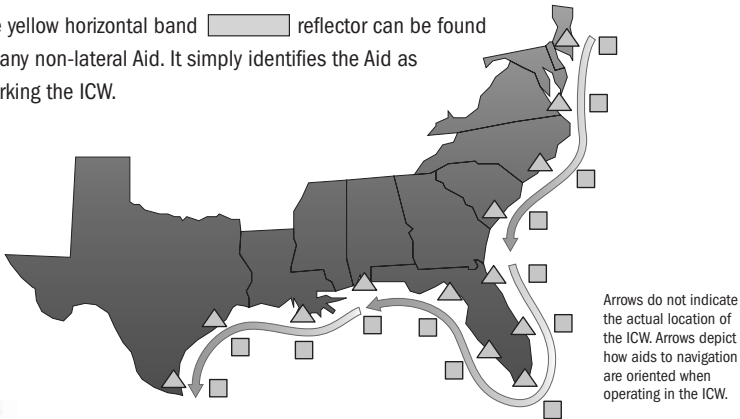 yellow horizontal band reflector can be found
any non-lateral Aid. It simply identifies the Aid as
the ICW.
Arrows do not indicate
the actual location of
the ICW. Arrows depict
how aids to navigation
are oriented when
operating in the ICW.